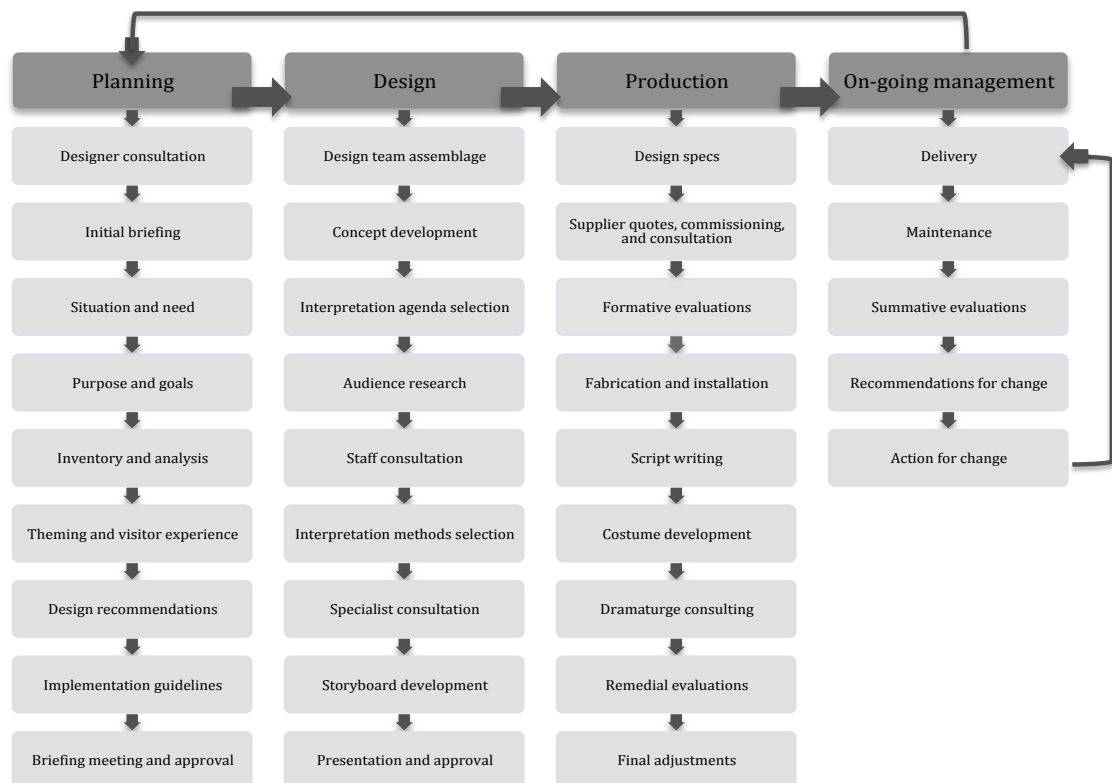 Planning
Designer consultation
Initial briefing
Situation and need
Purpose and goals
Inventory and analysis
Theming and visitor experience
Design recommendations
Implementation guidelines
Briefing meeting and approval
Design
Design team assemblage
Concept development
Interpretation agenda selection
Audience research
Staff consultation
Interpretation methods selection
Specialist consultation
Storyboard development
Presentation and approval
Production
Design specs
Supplier quotes, commissioning,
and consultation
Formative evaluations
Fabrication and installation
Script writing
Costume development
Dramaturge consulting
Remedial evaluations
Final adjustments
On-going management
Delivery
Maintenance
Summative evaluations
Recommendations for change
Action for change